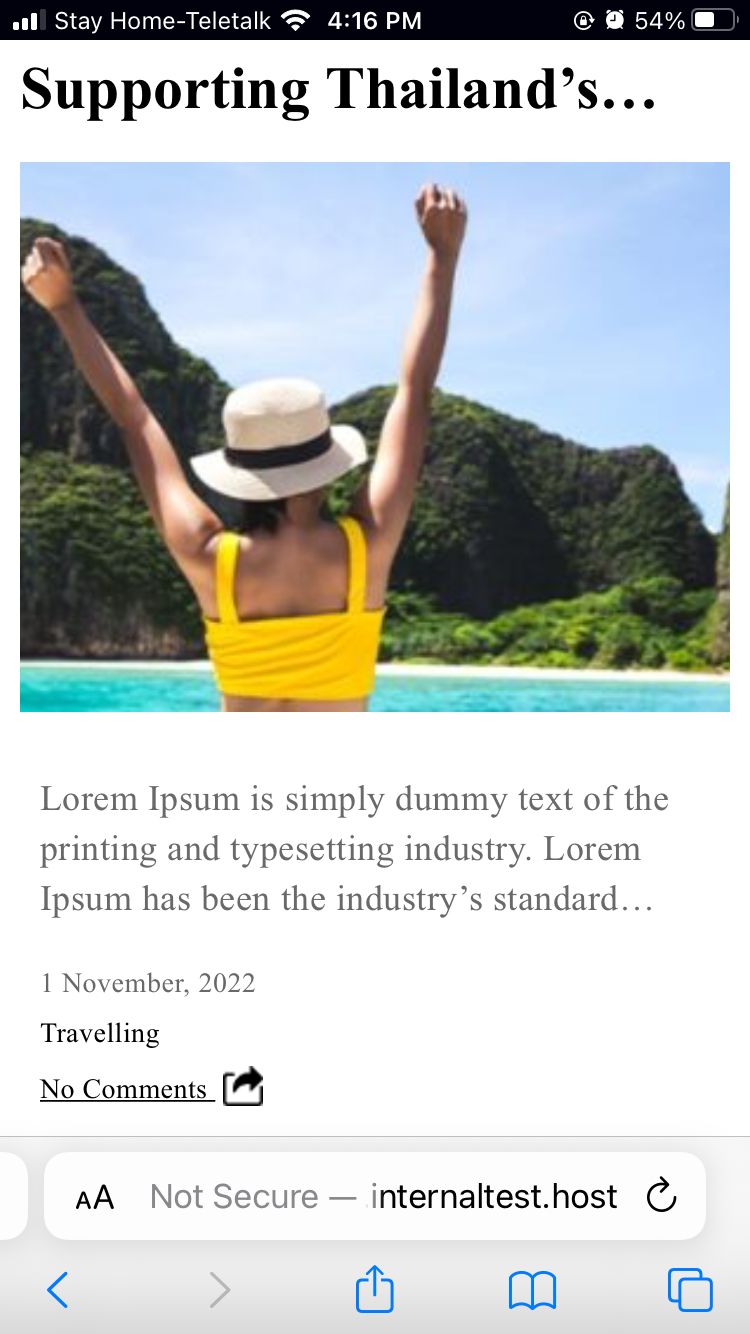 Stay Home-Teletalk 4:16 PM 54%
Supporting Thailand’s…
Lorem Ipsum is simply dummy text of the
printing and typesetting industry. Lorem
Ipsum has been the industry’s standard…
1 November, 2022
Travelling
No Comments
AA Not Secure — internaltest.host